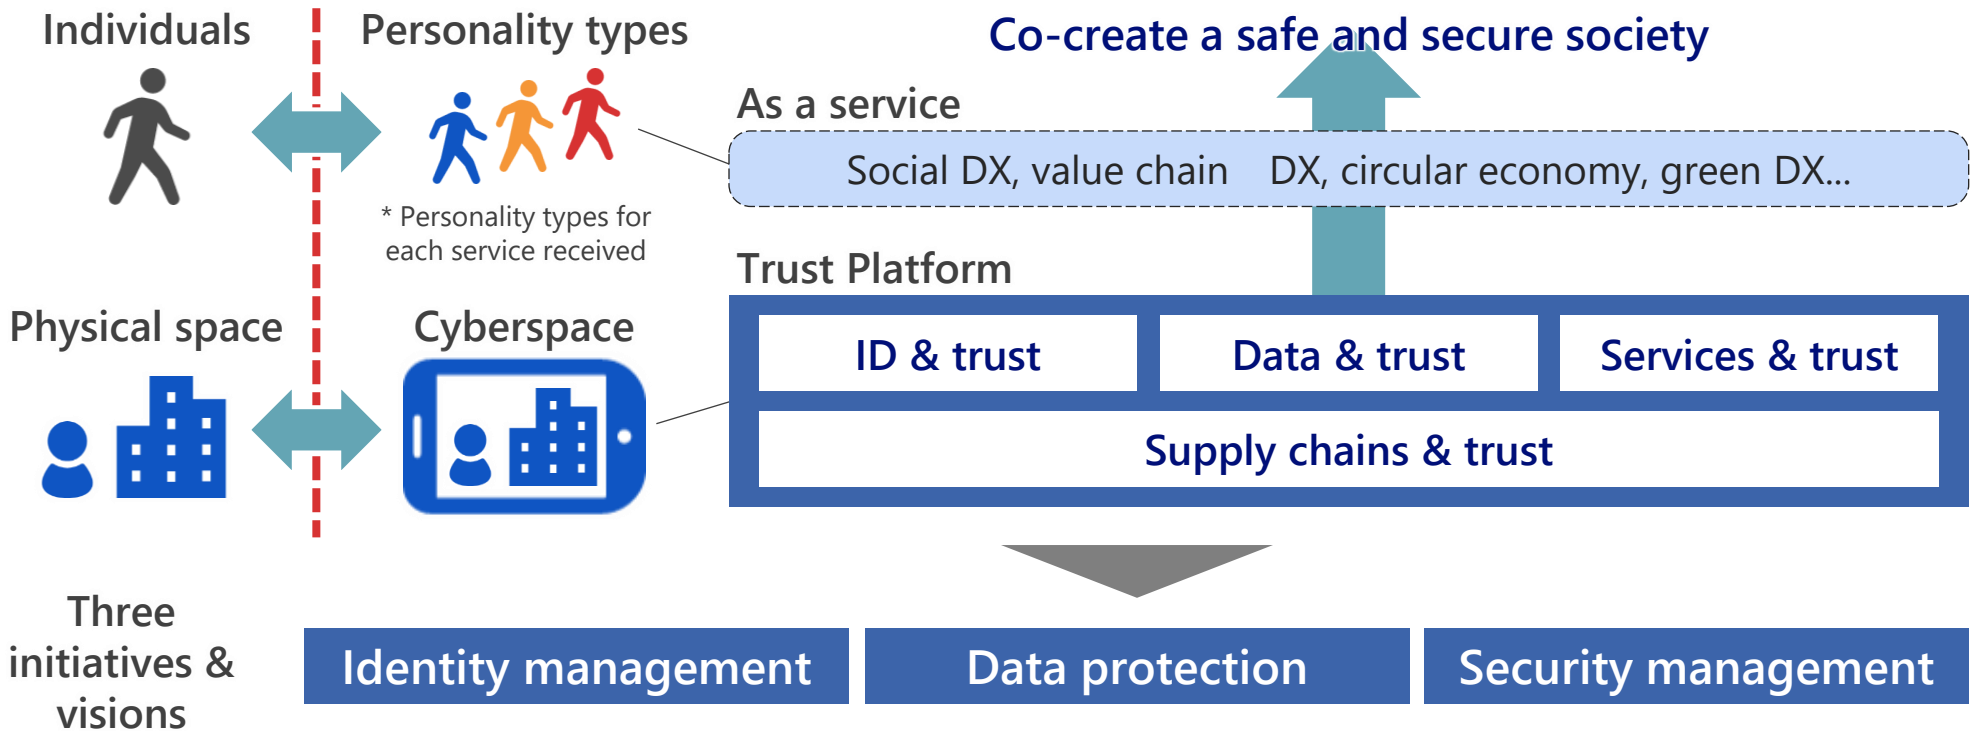 Individuals
Personality types
Co-create a safe and secure society
As a service
Social DX, value chain DX, circular economy, green DX...
* Personality types for
each service received
Trust Platform
Physical space
Cyberspace
ID & trust
Data & trust
Services & trust
Supply chains & trust
Three
initiatives &
visions
Identity management
Data protection
Security management